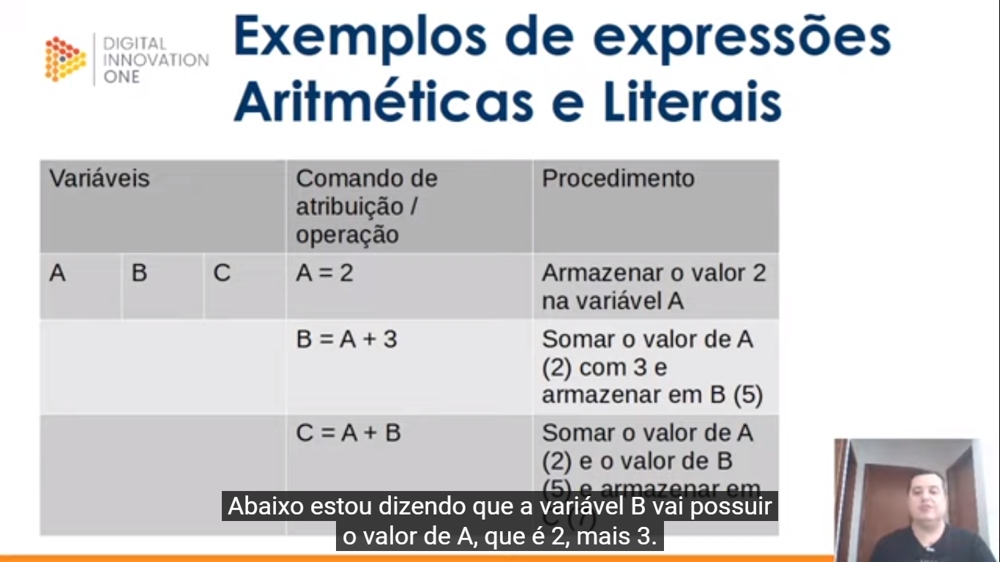 DIGITAL
INNOVATION
ONE
Exemplos de expressões
Aritméticas e Literais
Variáveis
Comando de
atribuição /
operação
Procedimento
A
B
C
A = 2
Armazenar o valor 2
na variável A
B = A + 3
Somar o valor de A
(2) com 3 e
armazenar em B (5)
C = A + B
Somar o valor de A
(2) e o valor de B
(5) e armazenar em
C (7)
Abaixo estou dizendo que a variável B vai possuir
o valor de A, que é 2, mais 3.